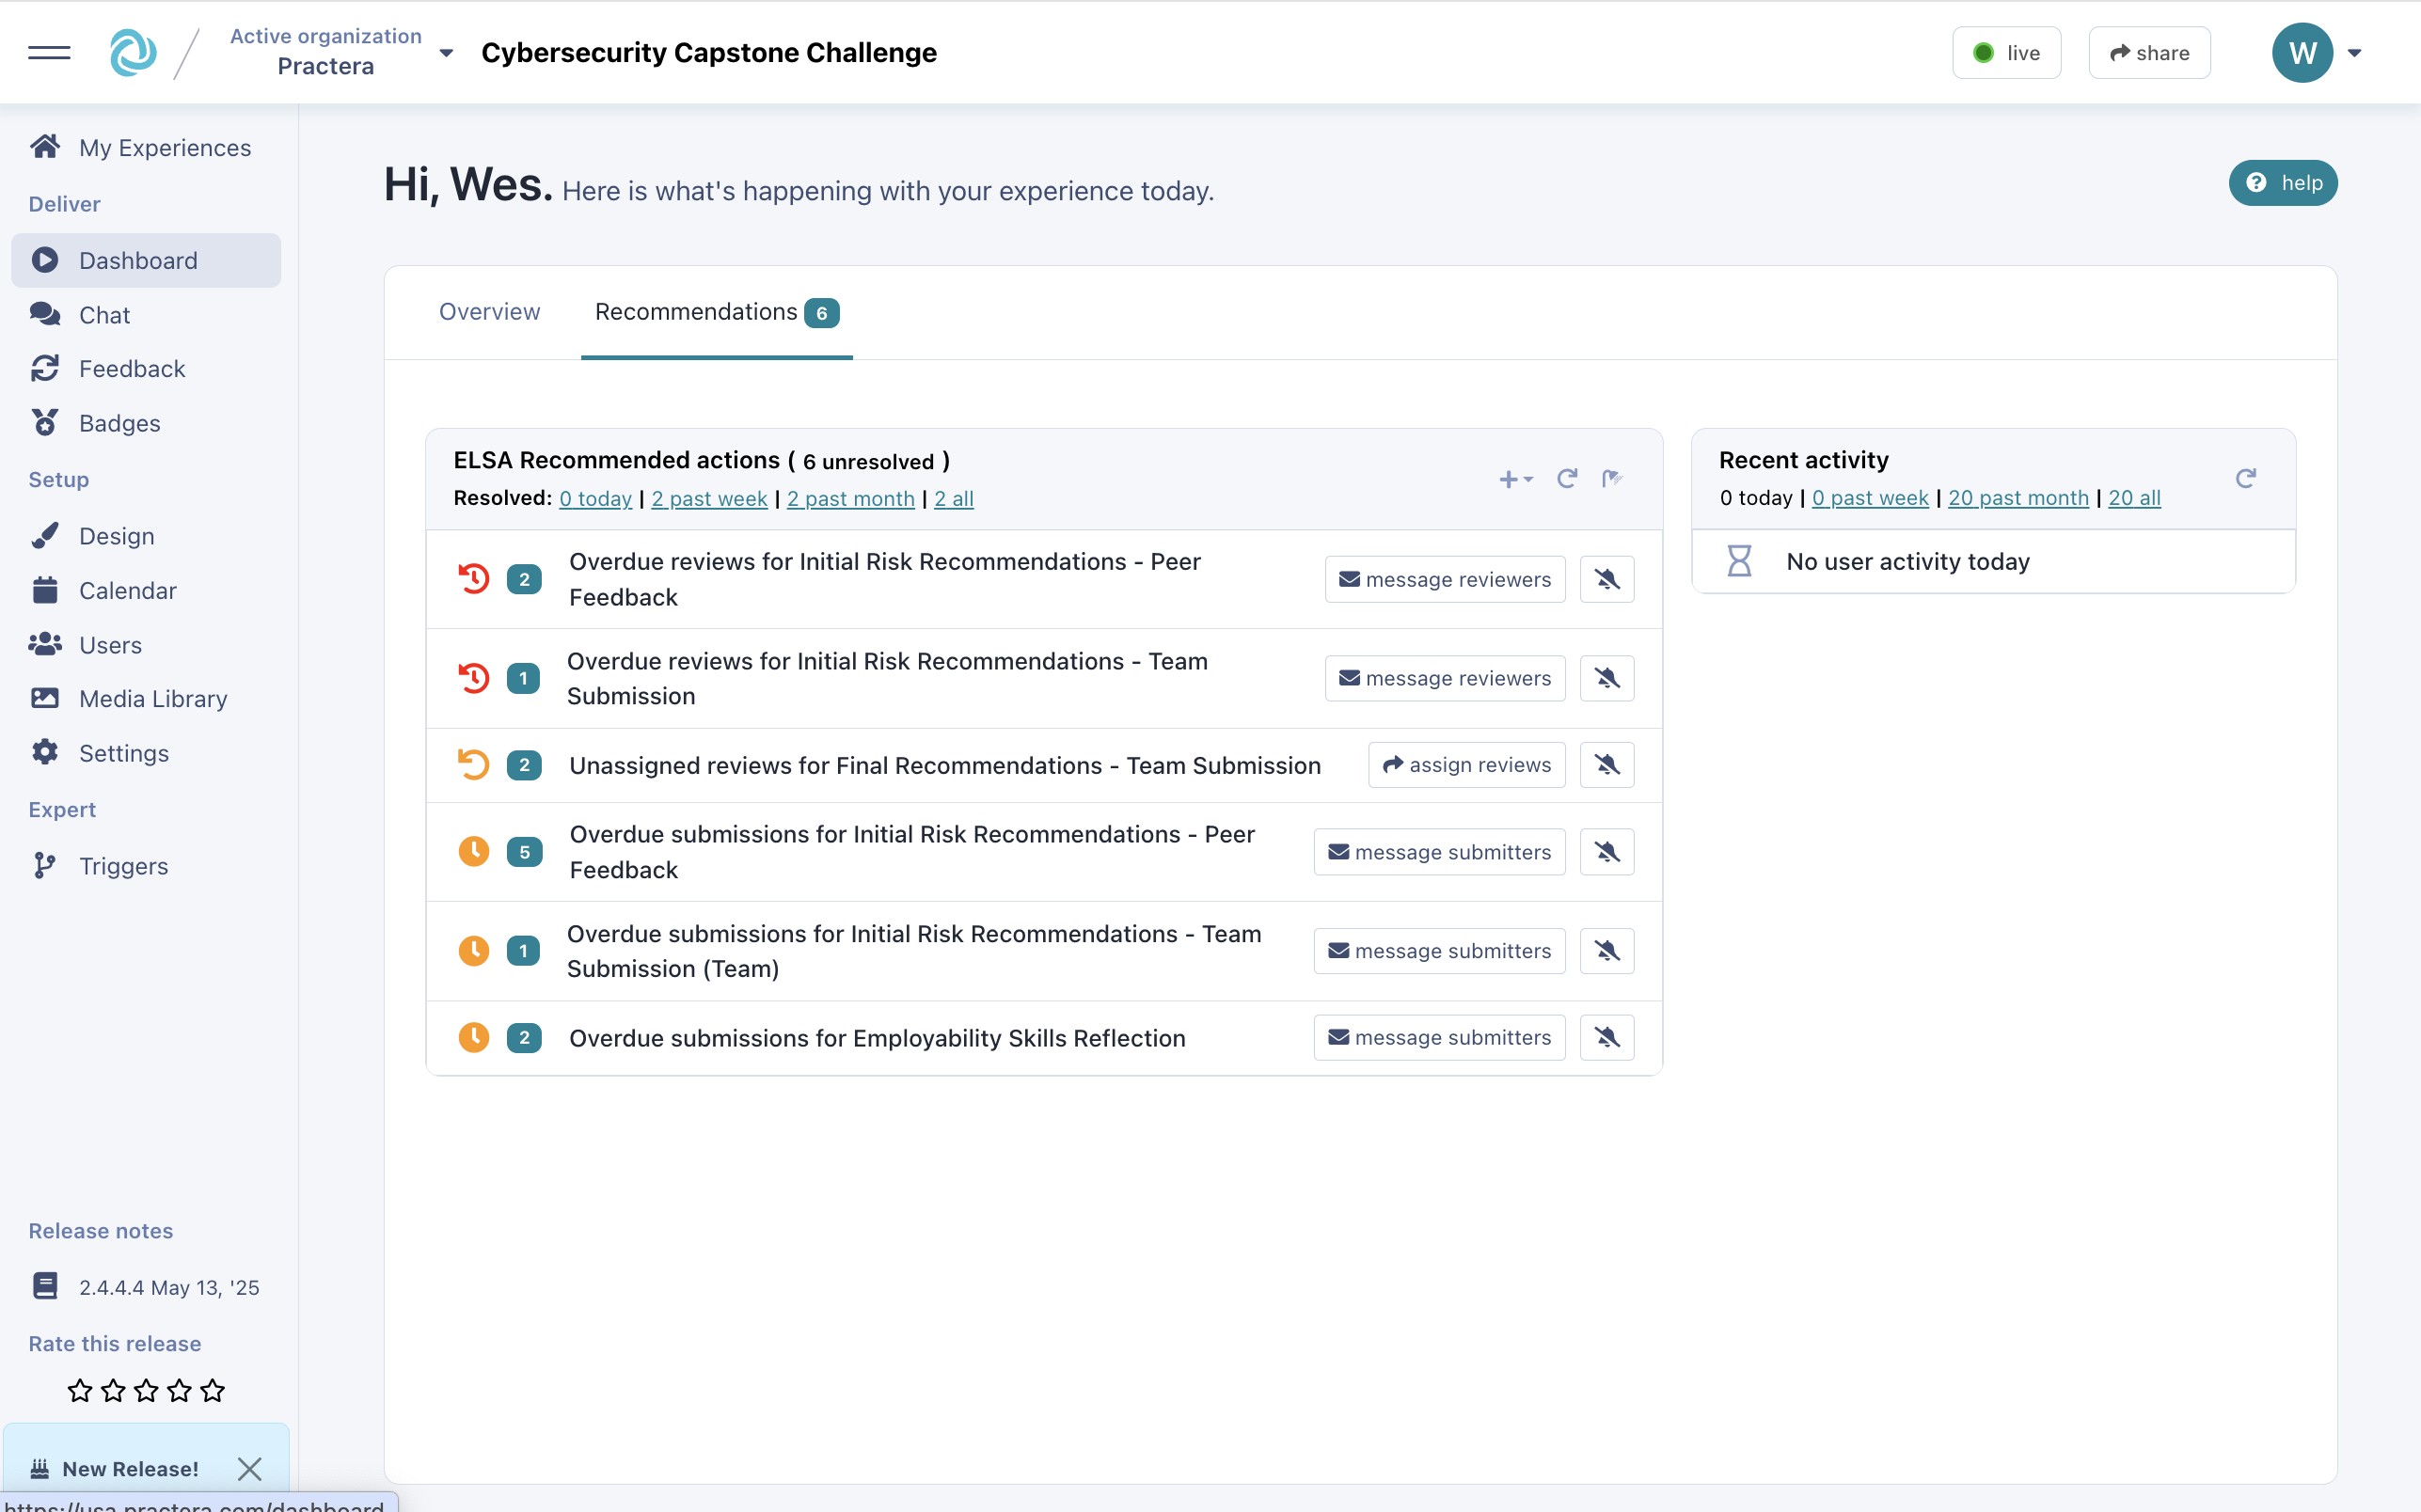 Active organization
Practera
Cybersecurity Capstone Challenge
live
share
W
My Experiences
Deliver
Dashboard
Chat
Feedback
Badges
Setup
Design
Calendar
Users
Media Library
Settings
Expert
Triggers
Release notes
2.4.4.4 May 13, '25
Rate this release
New Release!
https://usa.practera.com/dashboard
Hi, Wes. Here is what's happening with your experience today.
help
Overview
Recommendations 6
ELSA Recommended actions ( 6 unresolved )
Resolved: 0 today | 2 past week | 2 past month | 2 all
2 Overdue reviews for Initial Risk Recommendations - Peer
Feedback
message reviewers
1 Overdue reviews for Initial Risk Recommendations - Team
Submission
message reviewers
2 Unassigned reviews for Final Recommendations - Team Submission
assign reviews
5 Overdue submissions for Initial Risk Recommendations - Peer
Feedback
message submitters
1 Overdue submissions for Initial Risk Recommendations - Team
Submission (Team)
message submitters
2 Overdue submissions for Employability Skills Reflection
message submitters
Recent activity
0 today | 0 past week | 20 past month | 20 all
No user activity today